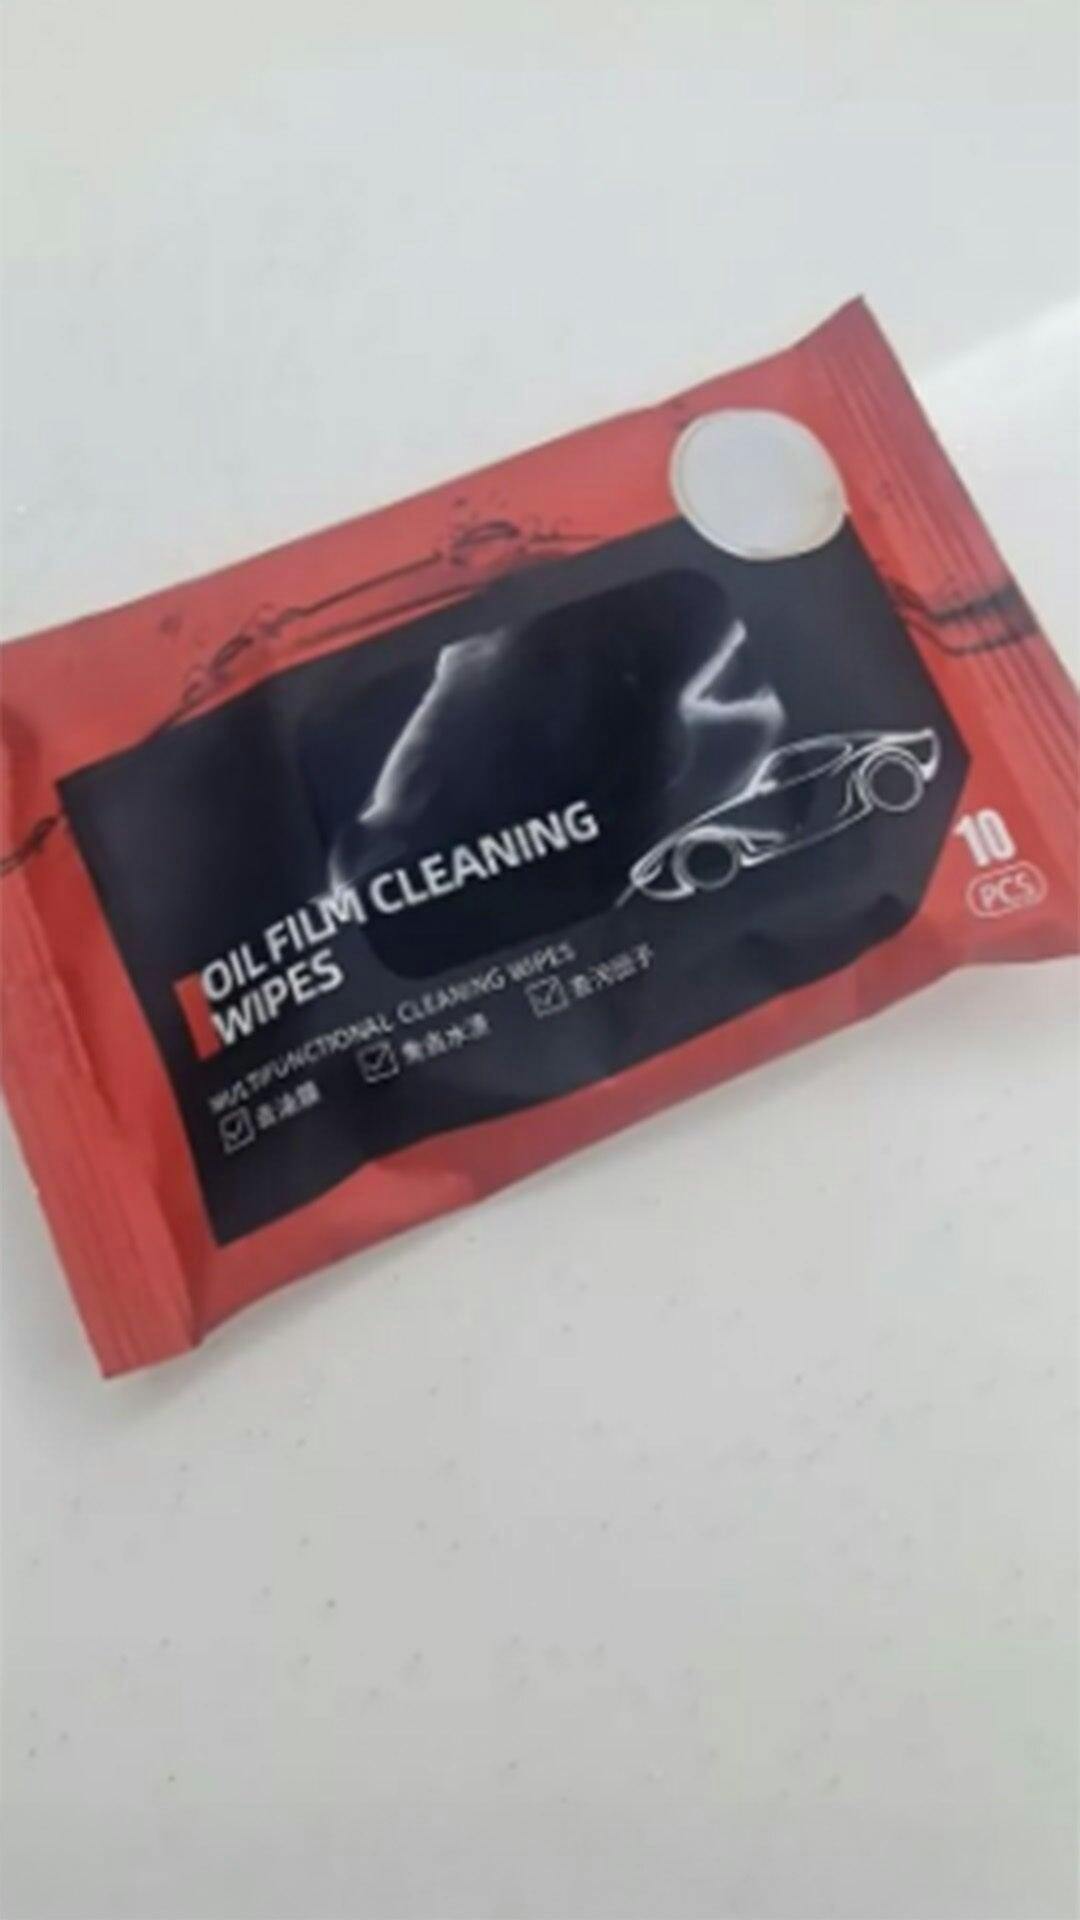 OIL FILM CLEANING
WIPES
MULTIFUNCTIONAL CLEANING WIPES
去油膜
10
PCS